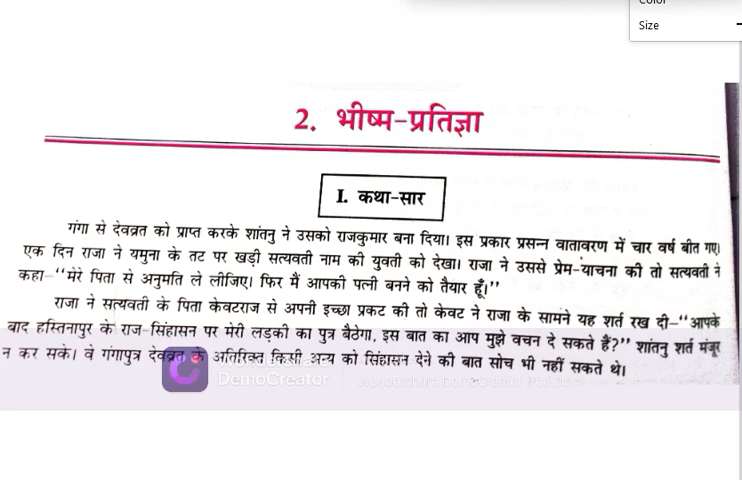 Color
Size
2. भीष्म-प्रतिज्ञा
I. कथा-सार
गंगा से देवव्रत को प्राप्त करके शांतनु ने उसको राजकुमार बना दिया। इस प्रकार प्रसन्न वातावरण में चार वर्ष बीत गए।
एक दिन राजा ने यमुना के तट पर खड़ी सत्यवती नाम की युवती को देखा। राजा ने उससे प्रेम-याचना की तो सत्यवती ने
कहा–“मेरे पिता से अनुमति ले लीजिए। फिर मैं आपकी पत्नी बनने को तैयार हूँ।”
राजा ने सत्यवती के पिता केवटराज से अपनी इच्छा प्रकट की तो केवट ने राजा के सामने यह शर्त रख दी–“आपके
बाद हस्तिनापुर के राज-सिंहासन पर मेरी लड़की का पुत्र बैठेगा, इस बात का आप मुझे वचन दे सकते हैं?” शांतनु शर्त मंजूर
न कर सके। वे गंगापुत्र देवव्रत के अतिरिक्त किसी अन्य को सिंहासन देने की बात सोच भी नहीं सकते थे।
DemoCreator